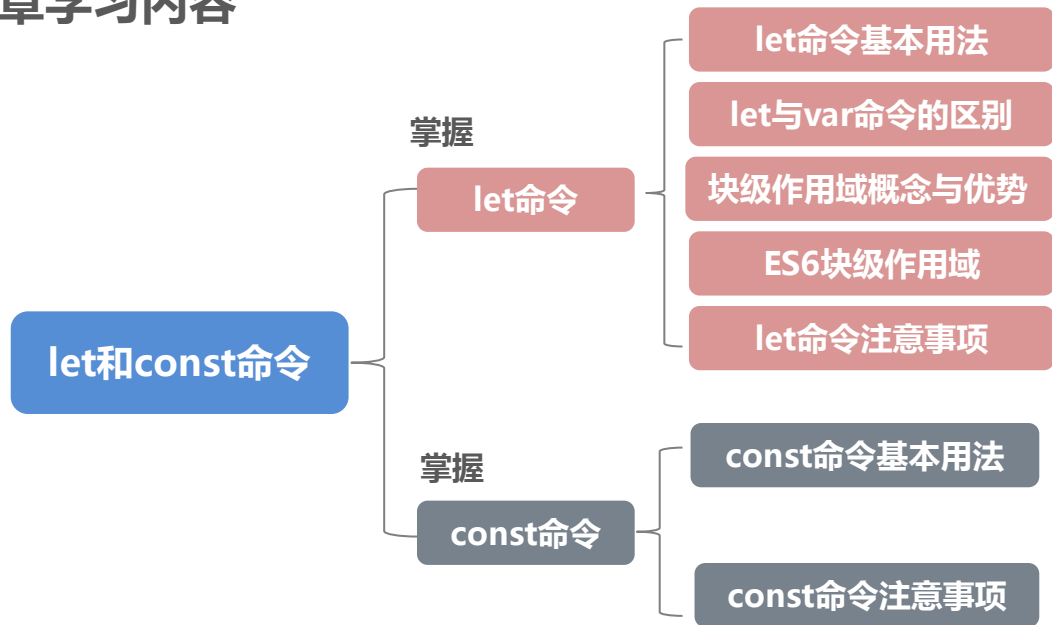 章学习内容
let命令基本用法
let与var命令的区别
掌握
块级作用域概念与优势
let命令
ES6块级作用域
let命令注意事项
let和const命令
const命令基本用法
掌握
const命令
const命令注意事项